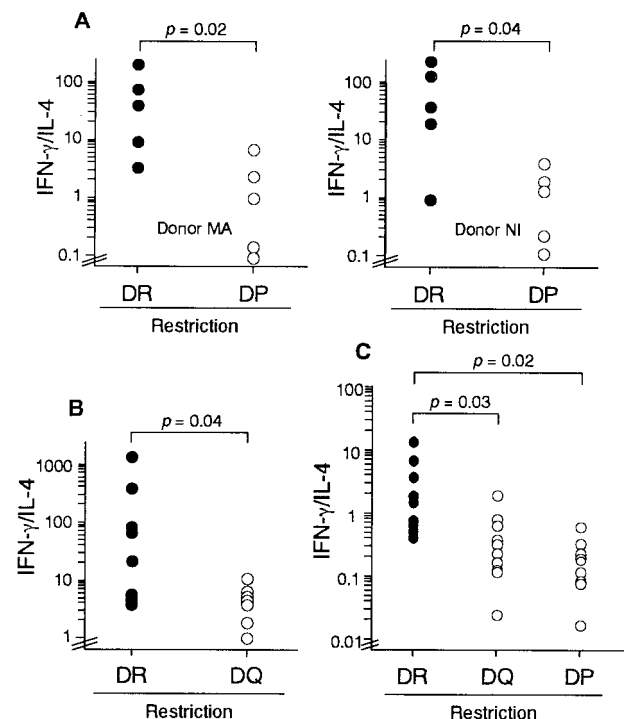 A
p = 0.02
IFN-γ/IL-4
100
10
1
0.1
Donor MA
DR
DP
Restriction
p = 0.04
IFN-γ/IL-4
100
10
1
0.1
Donor NI
DR
DP
Restriction
B
p = 0.04
IFN-γ/IL-4
1000
100
10
1
DR
DQ
Restriction
C
p = 0.02
p = 0.03
IFN-γ/IL-4
100
10
1
0.1
0.01
DR
DQ
DP
Restriction